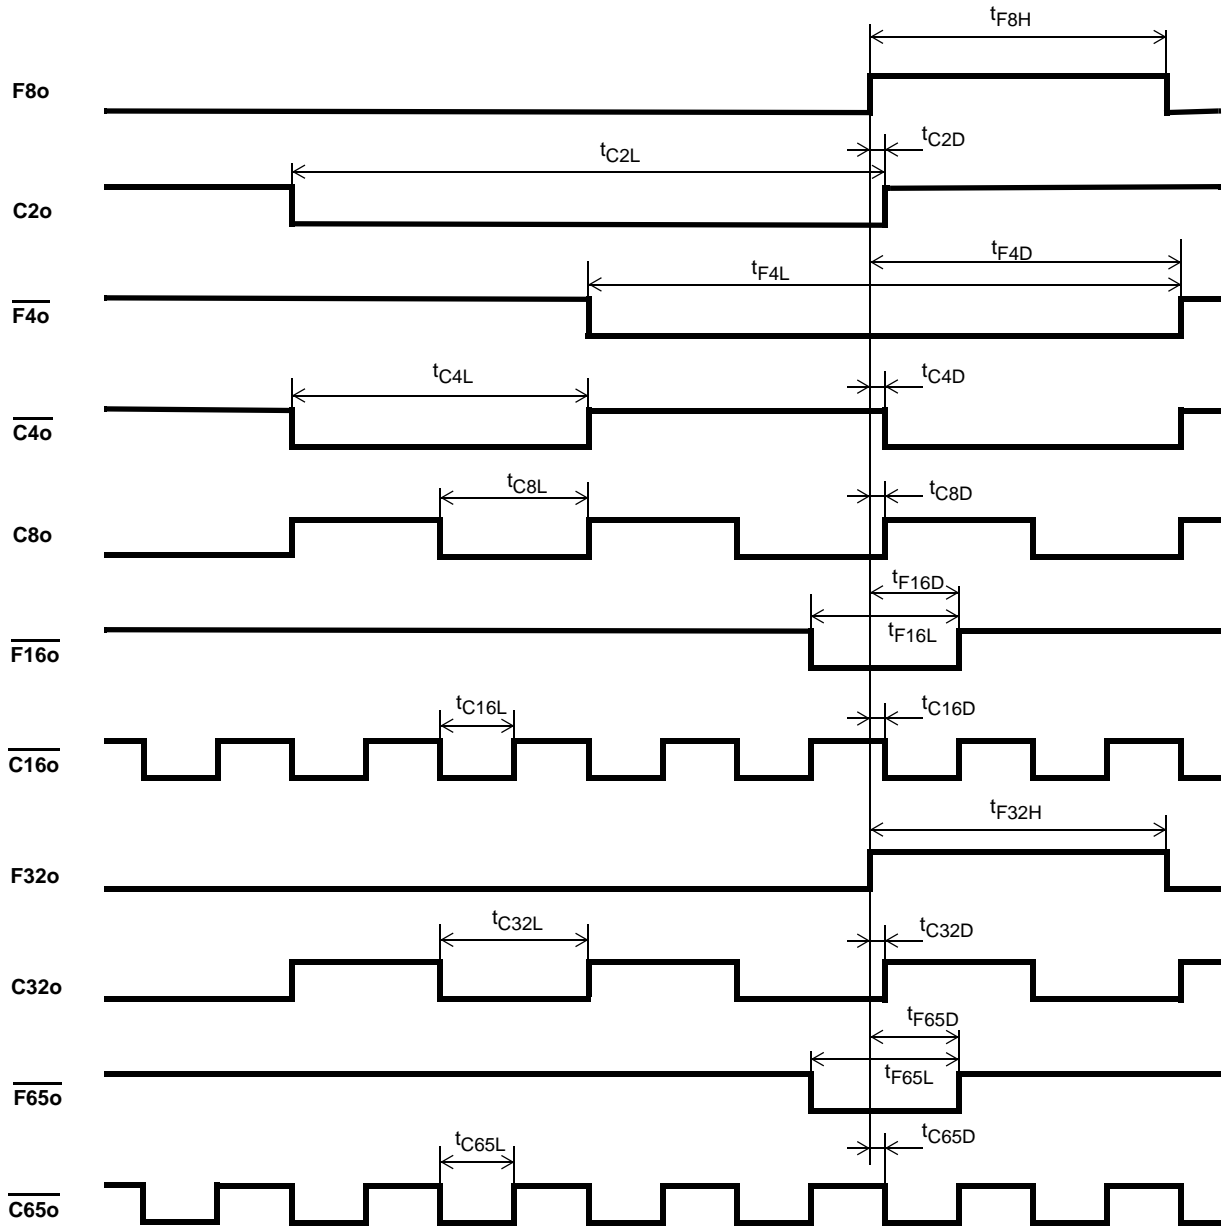 tF8H
F8o
tC2D
tC2L
C2o
tF4D
tF4L
F4o
tC4L
tC4D
C4o
tC8L
tC8D
C8o
tF16D
tF16L
F16o
tC16L
tC16D
C16o
tF32H
F32o
tC32L
tC32D
C32o
tF65D
tF65L
F65o
tC65D
tC65L
C65o